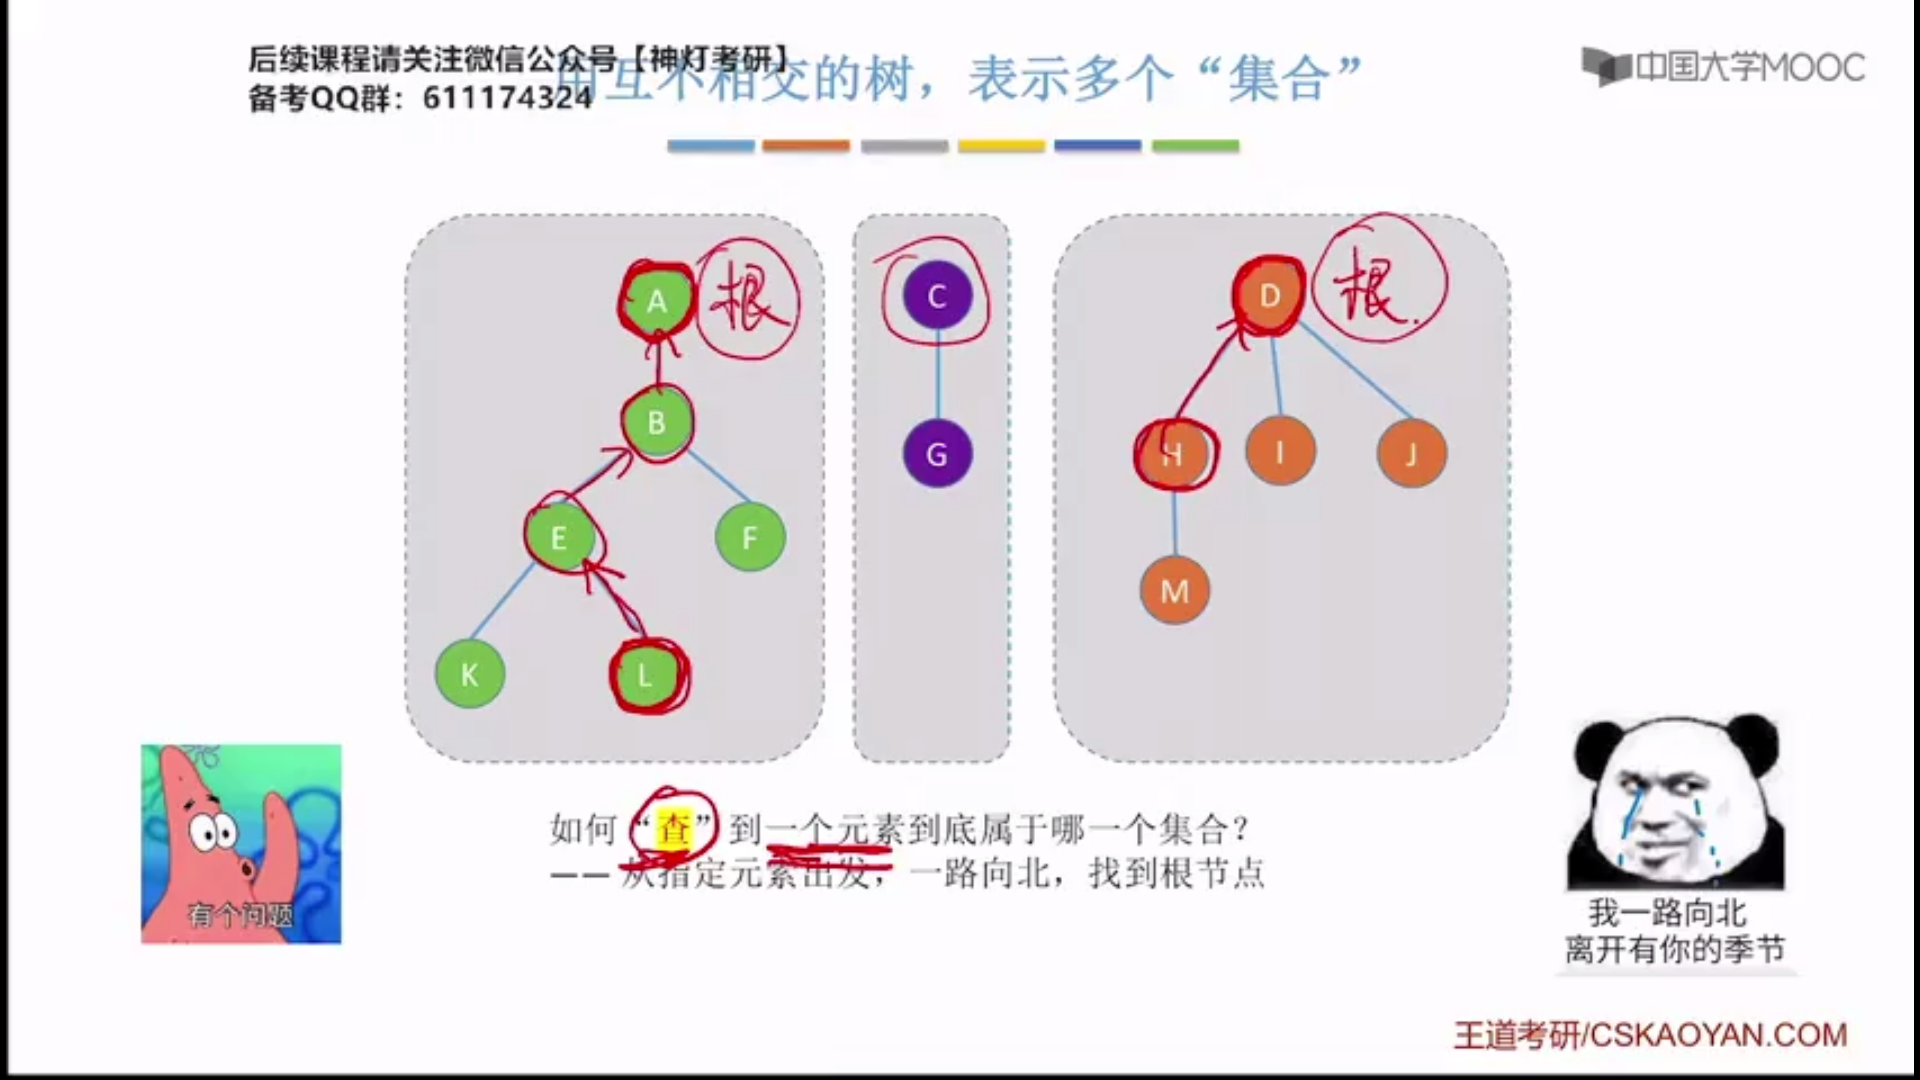 后续课程请关注微信公众号【神灯考研】
备考QQ群：611174324
用互不相交的树，表示多个“集合”
中国大学MOOC
A
根
B
E
F
K
L
C
G
D
根
H
I
J
M
如何“查”到一个元素到底属于哪一个集合？
—— 从指定元素出发，一路向北，找到根节点
有个问题
我一路向北
离开有你的季节
王道考研/CSKAOYAN.COM